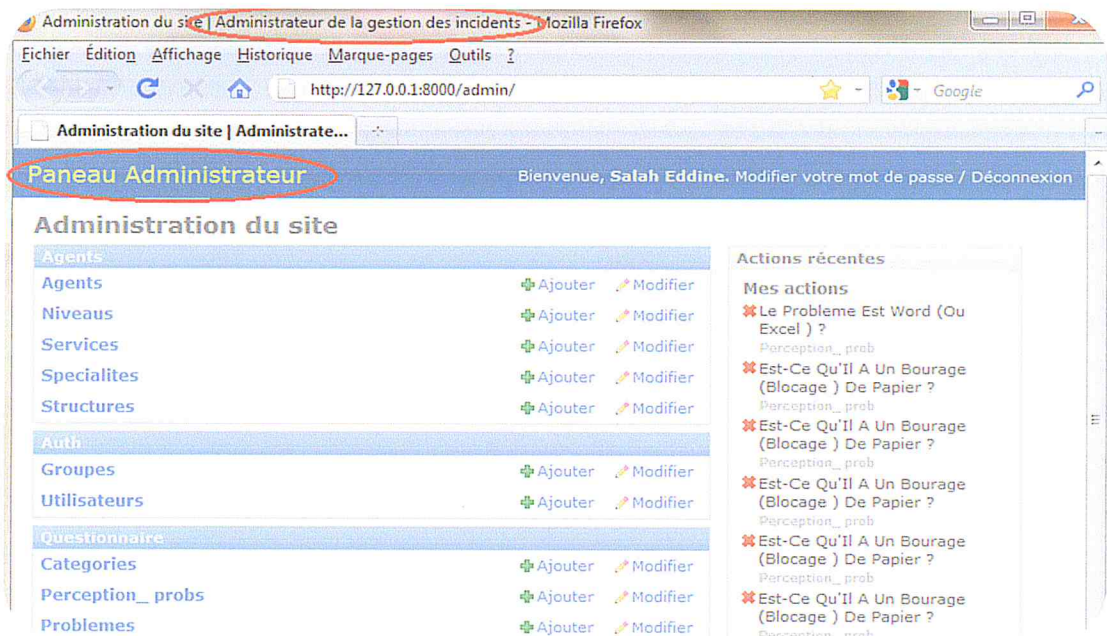 Administration du site | Administrateur de la gestion des incidents - Mozilla Firefox
Fichier Édition Affichage Historique Marque-pages Outils ?
http://127.0.0.1:8000/admin/
Google
Administration du site | Administrate...
Paneau Administrateur
Bienvenue, Salah Eddine. Modifier votre mot de passe / Déconnexion
Administration du site
Agents
Agents Ajouter Modifier
Niveaus Ajouter Modifier
Services Ajouter Modifier
Specialites Ajouter Modifier
Structures Ajouter Modifier
Auth
Groupes Ajouter Modifier
Utilisateurs Ajouter Modifier
Questionnaire
Categories Ajouter Modifier
Perception_ probs Ajouter Modifier
Problemes Ajouter Modifier
Actions récentes
Mes actions
Le Probleme Est Word (Ou
Excel ) ?
Perception_ prob
Est-Ce Qu'Il A Un Bourage
(Blocage ) De Papier ?
Perception_ prob
Est-Ce Qu'Il A Un Bourage
(Blocage ) De Papier ?
Perception_ prob
Est-Ce Qu'Il A Un Bourage
(Blocage ) De Papier ?
Perception_ prob
Est-Ce Qu'Il A Un Bourage
(Blocage ) De Papier ?
Perception_ prob
Est-Ce Qu'Il A Un Bourage
(Blocage ) De Papier ?
Perception_ prob